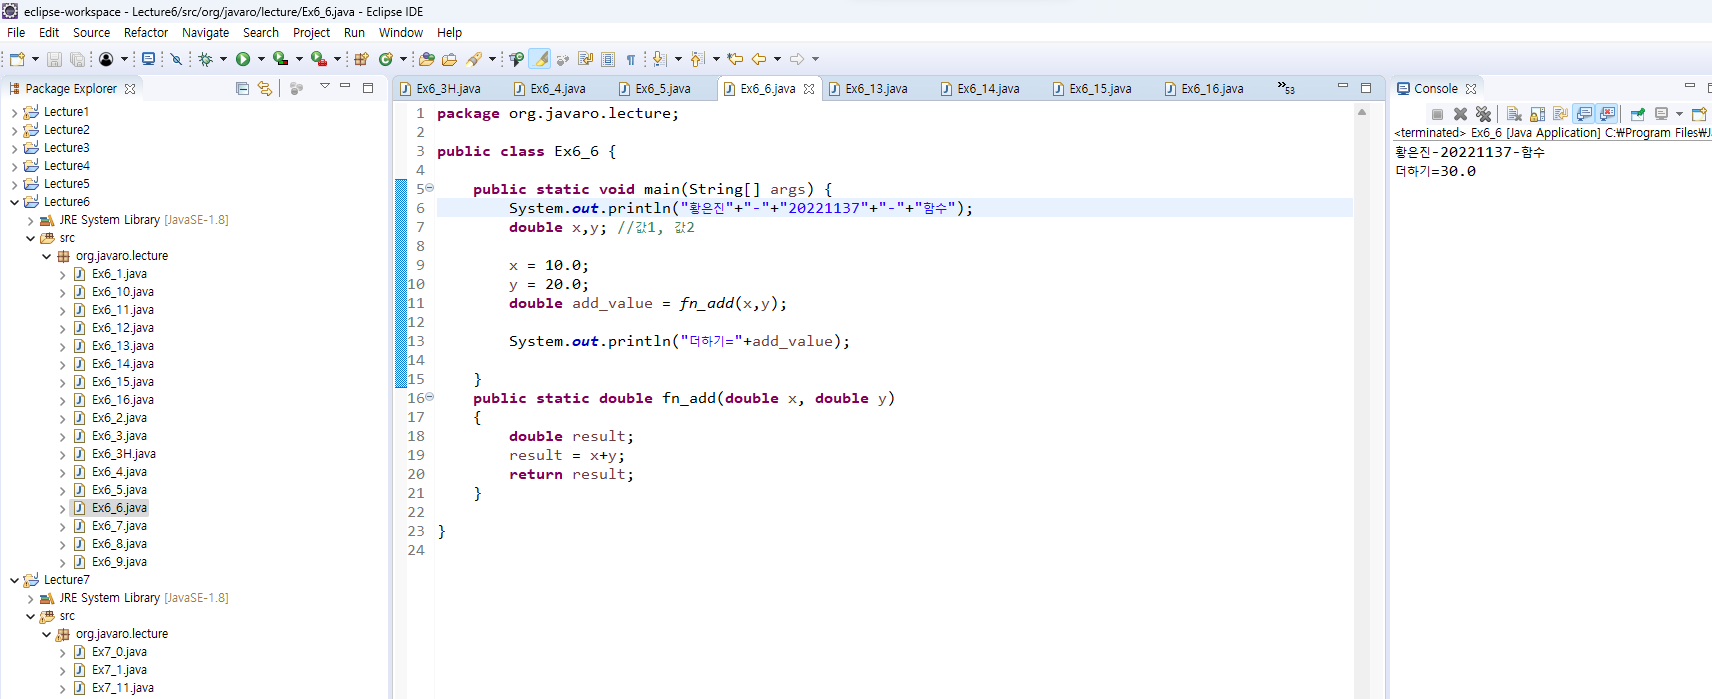 eclipse-workspace - Lecture6/src/org/javaro/lecture/Ex6_6.java - Eclipse IDE
File Edit Source Refactor Navigate Search Project Run Window Help
Package Explorer
Lecture1
Lecture2
Lecture3
Lecture4
Lecture5
Lecture6
JRE System Library [JavaSE-1.8]
src
org.javaro.lecture
Ex6_1.java
Ex6_10.java
Ex6_11.java
Ex6_12.java
Ex6_13.java
Ex6_14.java
Ex6_15.java
Ex6_16.java
Ex6_2.java
Ex6_3.java
Ex6_3H.java
Ex6_4.java
Ex6_5.java
Ex6_6.java
Ex6_7.java
Ex6_8.java
Ex6_9.java
Lecture7
JRE System Library [JavaSE-1.8]
src
org.javaro.lecture
Ex7_0.java
Ex7_1.java
Ex7_11.java
Ex6_3H.java Ex6_4.java Ex6_5.java Ex6_6.java Ex6_13.java Ex6_14.java Ex6_15.java Ex6_16.java »53
1 package org.javaro.lecture;
2
3 public class Ex6_6 {
4
5 public static void main(String[] args) {
6 System.out.println("황은진"+"-"+"20221137"+"-"+"함수");
7 double x,y; //값1, 값2
8
9 x = 10.0;
10 y = 20.0;
11 double add_value = fn_add(x,y);
12
13 System.out.println("더하기="+add_value);
14
15 }
16 public static double fn_add(double x, double y)
17 {
18 double result;
19 result = x+y;
20 return result;
21 }
22
23 }
24
Console
<terminated> Ex6_6 [Java Application] C:₩Program Files₩J
황은진-20221137-함수
더하기=30.0